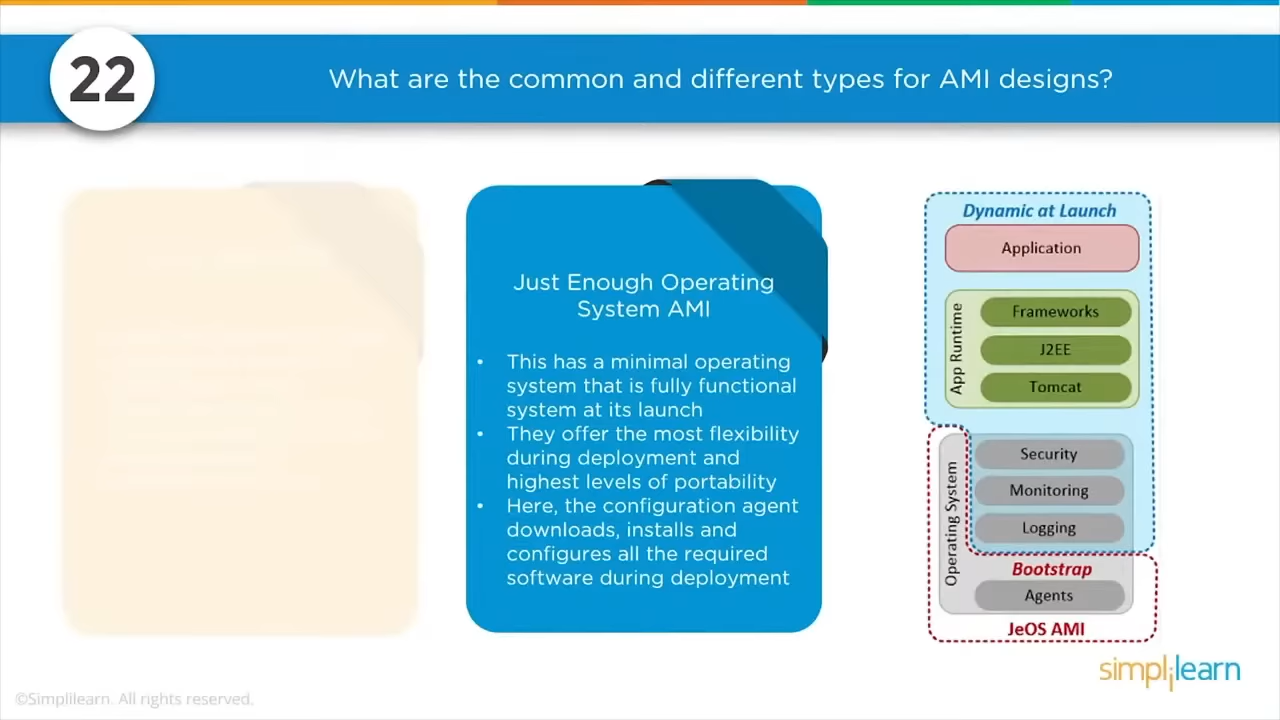 22
What are the common and different types for AMI designs?
Just Enough Operating
System AMI
• This has a minimal operating
system that is fully functional
system at its launch
• They offer the most flexibility
during deployment and
highest levels of portability
• Here, the configuration agent
downloads, installs and
configures all the required
software during deployment
Dynamic at Launch
Application
App Runtime
Frameworks
J2EE
Tomcat
Operating System
Security
Monitoring
Logging
Bootstrap
Agents
JeOS AMI
simplilearn
©Simplilearn. All rights reserved.